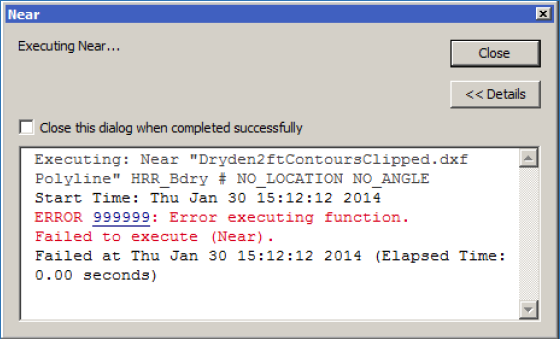 Near
Executing Near...
Close
<< Details
Close this dialog when completed successfully
Executing: Near "Dryden2ftContoursClipped.dxf
Polyline" HRR_Bdry # NO_LOCATION NO_ANGLE
Start Time: Thu Jan 30 15:12:12 2014
ERROR 999999: Error executing function.
Failed to execute (Near).
Failed at Thu Jan 30 15:12:12 2014 (Elapsed Time:
0.00 seconds)